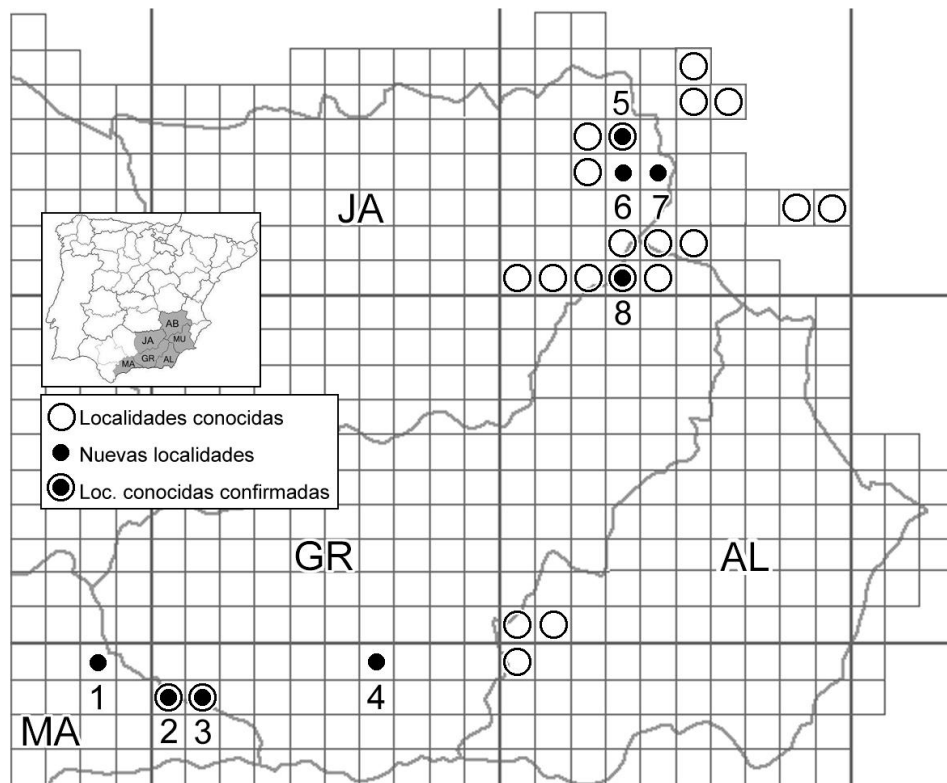 5
JA
6 7
AB
JA
MU
MA GR AL
8
Localidades conocidas
Nuevas localidades
Loc. conocidas confirmadas
GR
AL
1
4
MA
2 3